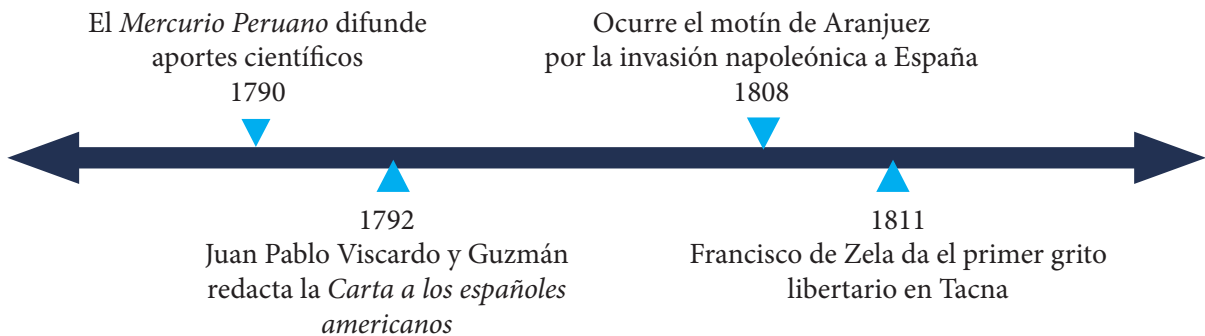 El Mercurio Peruano difunde
aportes científicos
1790
Ocurre el motín de Aranjuez
por la invasión napoleónica a España
1808
1792
Juan Pablo Viscardo y Guzmán
redacta la Carta a los españoles
americanos
1811
Francisco de Zela da el primer grito
libertario en Tacna